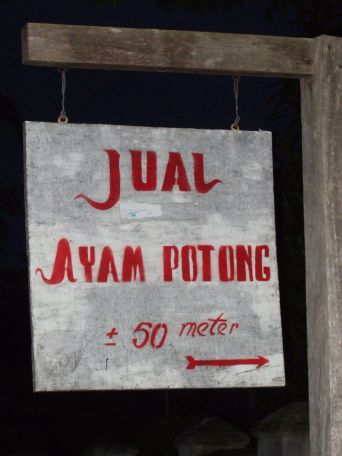 JUAL
AYAM POTONG
± 50 meter